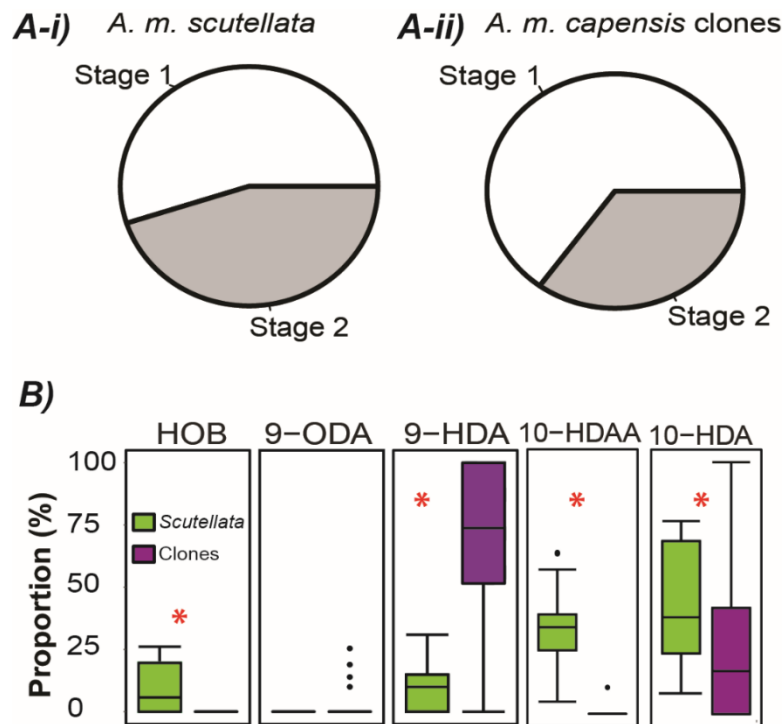 A-i) A. m. scutellata
A-ii) A. m. capensis clones
Stage 1
Stage 2
Stage 1
Stage 2
B)
HOB
9-ODA
9-HDA
10-HDAA
10-HDA
Proportion (%)
100
75
50
25
0
Scutellata
Clones
*
*
*
*